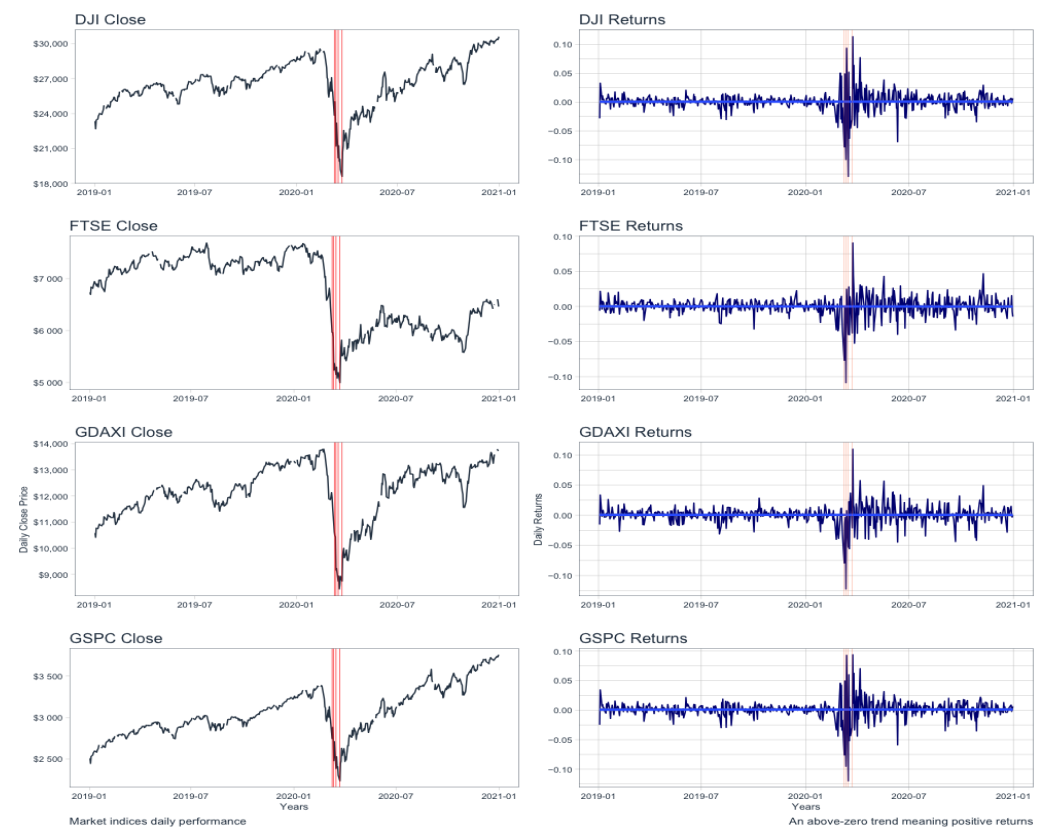 DJI Close
$30,000
$27,000
$24,000
$21,000
$18,000
2019-01 2019-07 2020-01 2020-07 2021-01
DJI Returns
0.10
0.05
0.00
−0.05
−0.10
2019-01 2019-07 2020-01 2020-07 2021-01
FTSE Close
$7 000
$6 000
$5 000
2019-01 2019-07 2020-01 2020-07 2021-01
FTSE Returns
0.10
0.05
0.00
−0.05
−0.10
2019-01 2019-07 2020-01 2020-07 2021-01
GDAXI Close
Daily Close Price
$14,000
$13,000
$12,000
$11,000
$10,000
$9,000
2019-01 2019-07 2020-01 2020-07 2021-01
GDAXI Returns
Daily Returns
0.10
0.05
0.00
−0.05
−0.10
2019-01 2019-07 2020-01 2020-07 2021-01
GSPC Close
$3 500
$3 000
$2 500
2019-01 2019-07 2020-01 2020-07 2021-01
Years
Market indices daily performance
GSPC Returns
0.10
0.05
0.00
−0.05
−0.10
2019-01 2019-07 2020-01 2020-07 2021-01
Years
An above-zero trend meaning positive returns